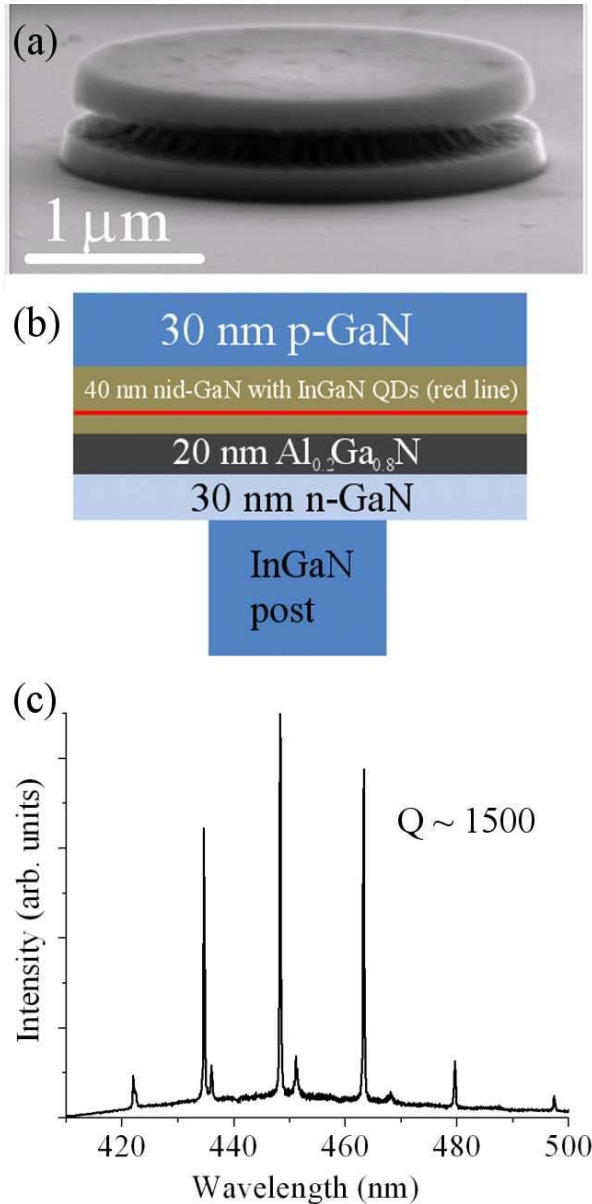 (a)
1 μm
(b)
30 nm p-GaN
40 nm nid-GaN with InGaN QDs (red line)
20 nm Al0.2Ga0.8N
30 nm n-GaN
InGaN
post
(c)
Q ~ 1500
Intensity (arb. units)
420 440 460 480 500
Wavelength (nm)